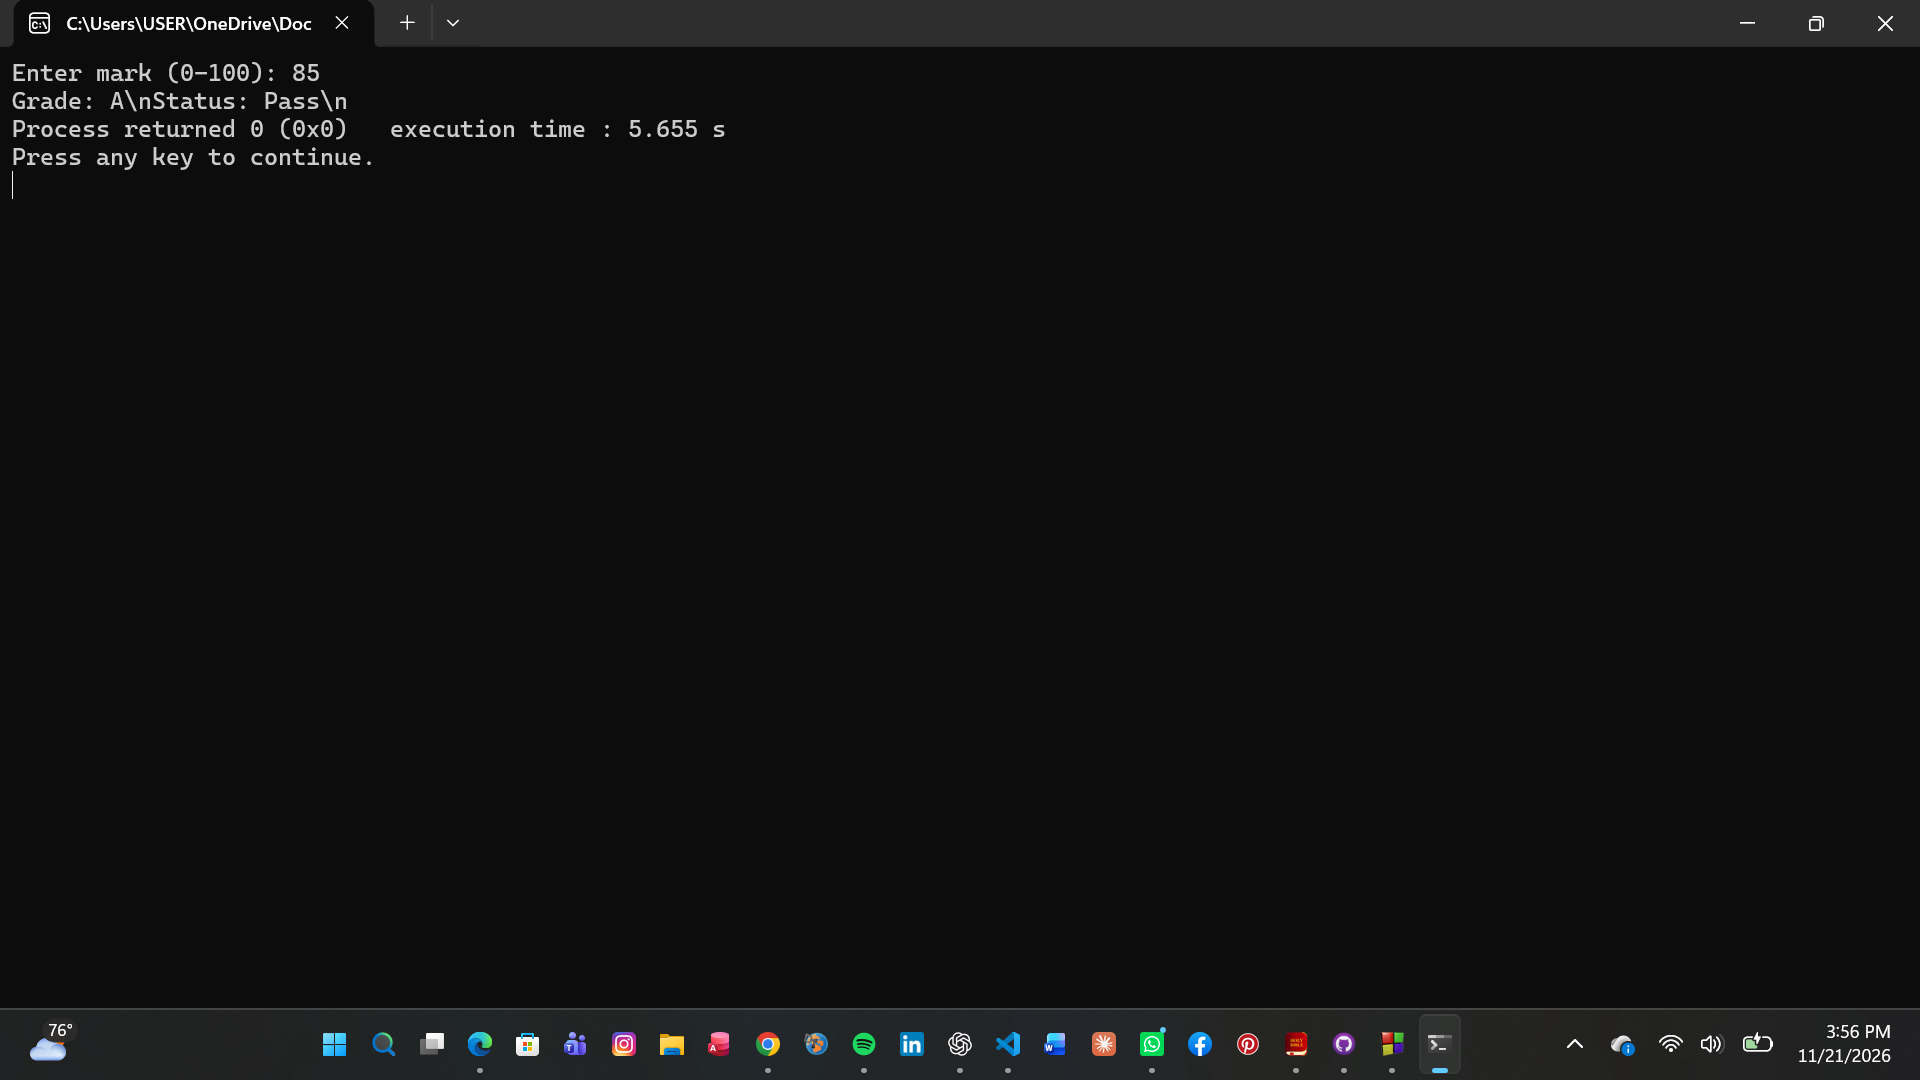 C:\Users\USER\OneDrive\Doc
Enter mark (0-100): 85
Grade: A\nStatus: Pass\n
Process returned 0 (0x0)   execution time : 5.655 s
Press any key to continue.
76°
3:56 PM
11/21/2026